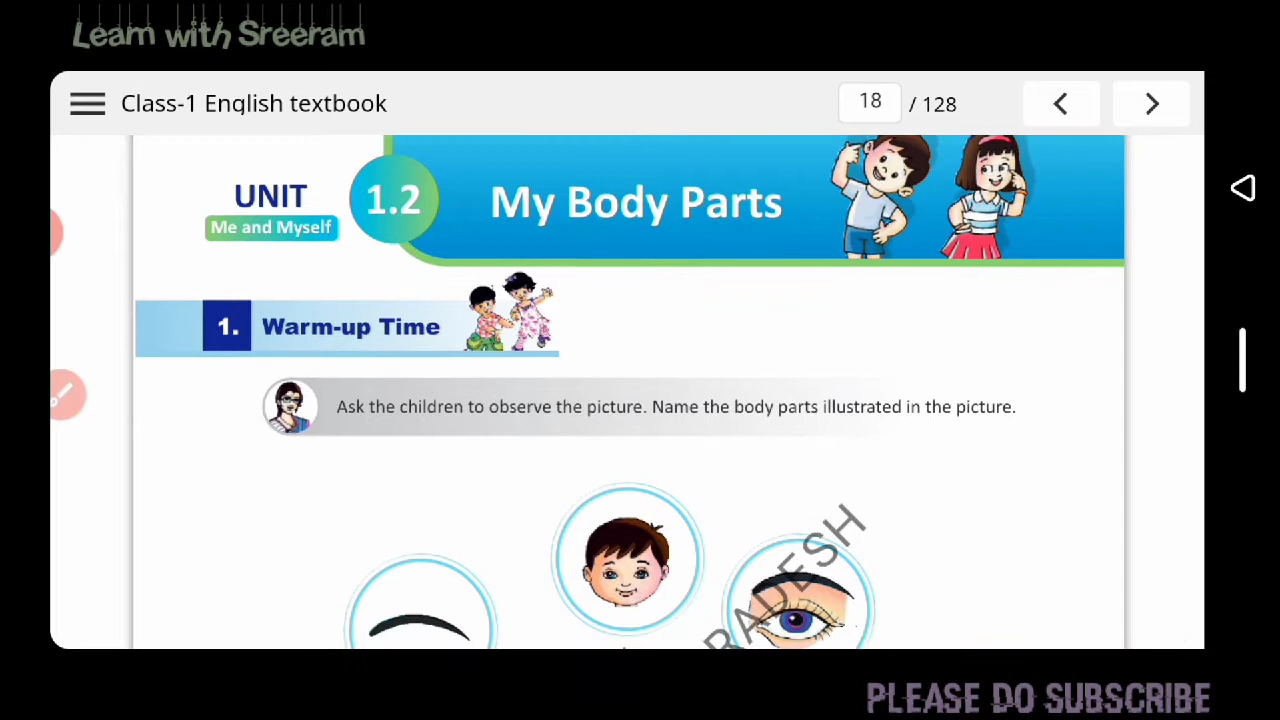 Learn with Sreeram
Class-1 English textbook
18 / 128
UNIT
1.2
My Body Parts
Me and Myself
1. Warm-up Time
Ask the children to observe the picture. Name the body parts illustrated in the picture.
RADESH
PLEASE DO SUBSCRIBE